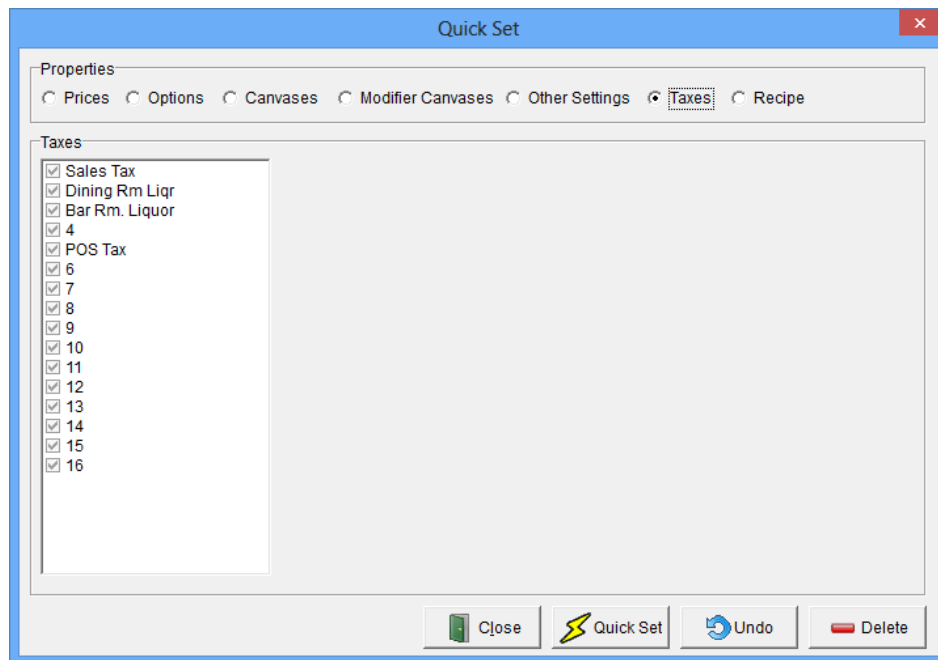 Quick Set
Properties
Prices Options Canvases Modifier Canvases Other Settings Taxes Recipe
Taxes
Sales Tax
Dining Rm Liqr
Bar Rm. Liquor
4
POS Tax
6
7
8
9
10
11
12
13
14
15
16
Close Quick Set Undo Delete